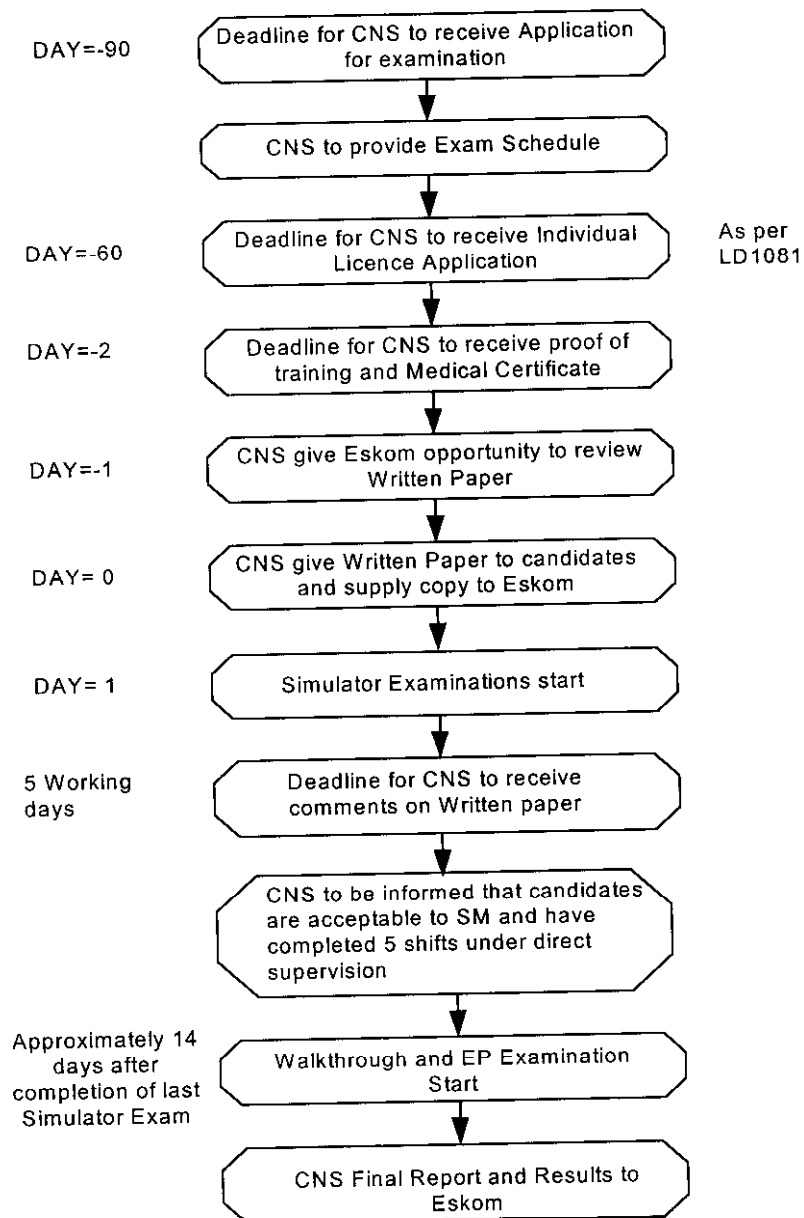 DAY=-90
Deadline for CNS to receive Application
for examination
CNS to provide Exam Schedule
DAY=-60
Deadline for CNS to receive Individual
Licence Application
As per
LD1081
DAY=-2
Deadline for CNS to receive proof of
training and Medical Certificate
DAY=-1
CNS give Eskom opportunity to review
Written Paper
DAY= 0
CNS give Written Paper to candidates
and supply copy to Eskom
DAY= 1
Simulator Examinations start
5 Working
days
Deadline for CNS to receive
comments on Written paper
CNS to be informed that candidates
are acceptable to SM and have
completed 5 shifts under direct
supervision
Approximately 14
days after
completion of last
Simulator Exam
Walkthrough and EP Examination
Start
CNS Final Report and Results to
Eskom